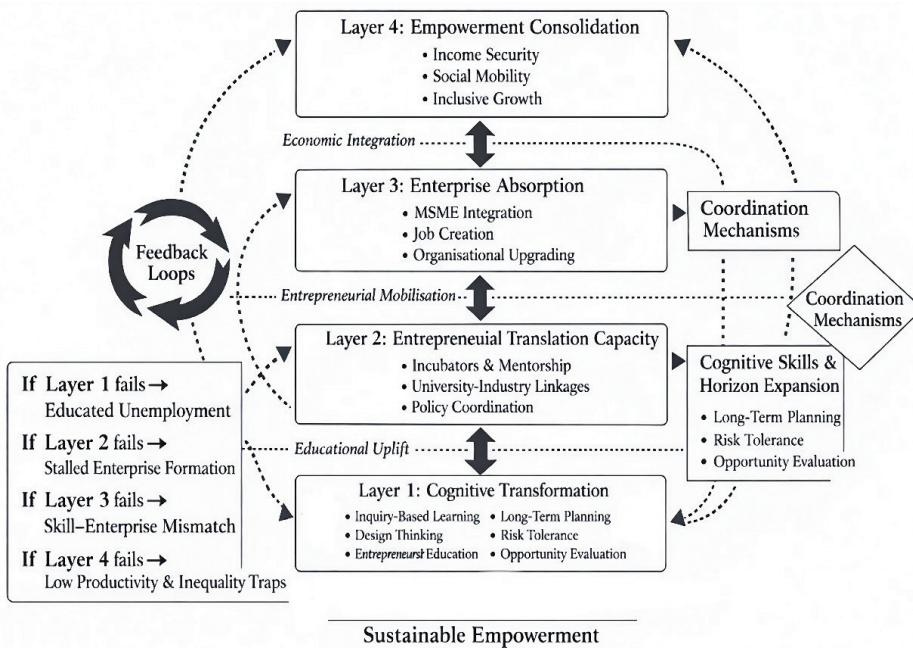 Layer 4: Empowerment Consolidation
• Income Security
• Social Mobility
• Inclusive Growth
Economic Integration
Layer 3: Enterprise Absorption
• MSME Integration
• Job Creation
• Organisational Upgrading
Coordination
Mechanisms
Feedback
Loops
Entrepreneurial Mobilisation
Coordination
Mechanisms
Layer 2: Entrepreneuial Translation Capacity
• Incubators & Mentorship
• University-Industry Linkages
• Policy Coordination
Cognitive Skills &
Horizon Expansion
• Long-Term Planning
• Risk Tolerance
• Opportunity Evaluation
If Layer 1 fails →
Educated Unemployment
If Layer 2 fails →
Stalled Enterprise Formation
If Layer 3 fails →
Skill–Enterprise Mismatch
If Layer 4 fails →
Low Productivity & Inequality Traps
Educational Uplift
Layer 1: Cognitive Transformation
• Inquiry-Based Learning
• Design Thinking
• Entrepreneurst Education
• Long-Term Planning
• Risk Tolerance
• Opportunity Evaluation
Sustainable Empowerment